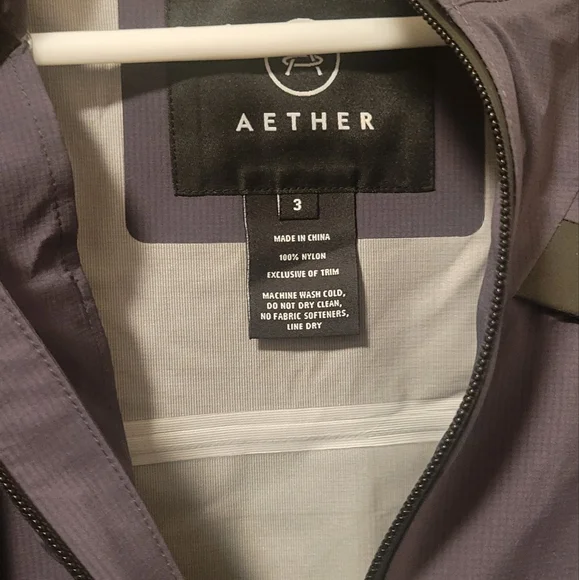 AETHER
3
MADE IN CHINA
100% NYLON
EXCLUSIVE OF TRIM
MACHINE WASH COLD,
DO NOT DRY CLEAN,
NO FABRIC SOFTENERS,
LINE DRY